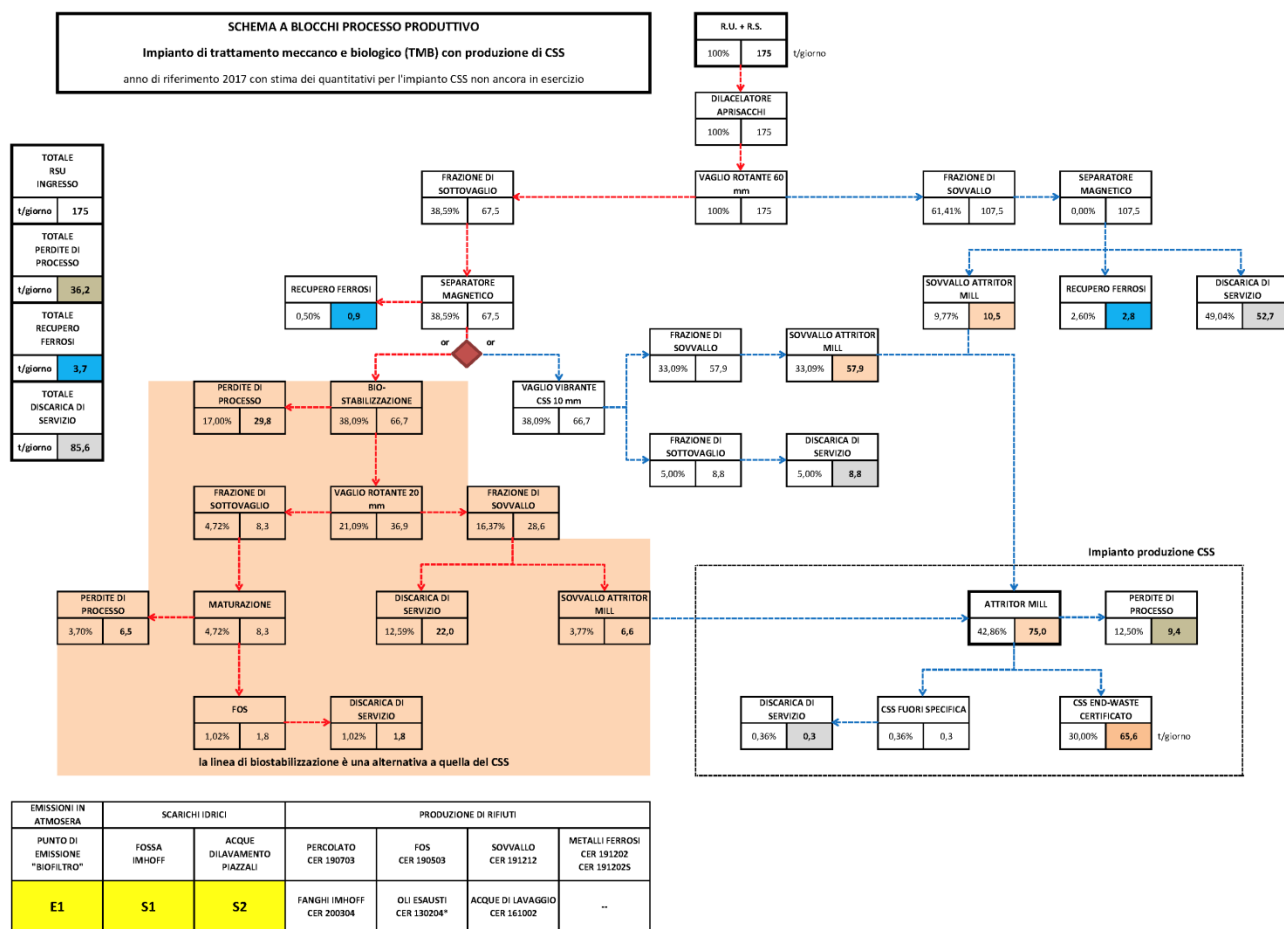 SCHEMA A BLOCCHI PROCESSO PRODUTTIVO
Impianto di trattamento meccanco e biologico (TMB) con produzione di CSS
anno di riferimento 2017 con stima dei quantitativi per l'impianto CSS non ancora in esercizio
R.U. + R.S.
100% 175 t/giorno
DILACELATORE
APRISACCHI
100% 175
TOTALE
RSU
INGRESSO
t/giorno 175
TOTALE
PERDITE DI
PROCESSO
t/giorno 36,2
TOTALE
RECUPERO
FERROSI
t/giorno 3,7
TOTALE
DISCARICA DI
SERVIZIO
t/giorno 85,6
FRAZIONE DI
SOTTOVAGLIO
38,59% 67,5
VAGLIO ROTANTE 60
mm
100% 175
FRAZIONE DI
SOVVALLO
61,41% 107,5
SEPARATORE
MAGNETICO
0,00% 107,5
RECUPERO FERROSI
0,50% 0,9
SEPARATORE
MAGNETICO
38,59% 67,5
SOVVALLO ATTRITOR
MILL
9,77% 10,5
RECUPERO FERROSI
2,60% 2,8
DISCARICA DI
SERVIZIO
49,04% 52,7
or or
FRAZIONE DI
SOVVALLO
33,09% 57,9
SOVVALLO ATTRITOR
MILL
33,09% 57,9
PERDITE DI
PROCESSO
17,00% 29,8
BIO-
STABILIZZAZIONE
38,09% 66,7
VAGLIO VIBRANTE
CSS 10 mm
38,09% 66,7
FRAZIONE DI
SOTTOVAGLIO
5,00% 8,8
DISCARICA DI
SERVIZIO
5,00% 8,8
FRAZIONE DI
SOTTOVAGLIO
4,72% 8,3
VAGLIO ROTANTE 20
mm
21,09% 36,9
FRAZIONE DI
SOVVALLO
16,37% 28,6
Impianto produzione CSS
PERDITE DI
PROCESSO
3,70% 6,5
MATURAZIONE
4,72% 8,3
DISCARICA DI
SERVIZIO
12,59% 22,0
SOVVALLO ATTRITOR
MILL
3,77% 6,6
ATTRITOR MILL
42,86% 75,0
PERDITE DI
PROCESSO
12,50% 9,4
FOS
1,02% 1,8
DISCARICA DI
SERVIZIO
1,02% 1,8
DISCARICA DI
SERVIZIO
0,36% 0,3
CSS FUORI SPECIFICA
0,36% 0,3
CSS END-WASTE
CERTIFICATO
30,00% 65,6 t/giorno
la linea di biostabilizzazione è una alternativa a quella del CSS
EMISSIONI IN
ATMOSERA
SCARICHI IDRICI
PRODUZIONE DI RIFIUTI
PUNTO DI
EMISSIONE
"BIOFILTRO"
FOSSA
IMHOFF
ACQUE
DILAVAMENTO
PIAZZALI
PERCOLATO
CER 190703
FOS
CER 190503
SOVVALLO
CER 191212
METALLI FERROSI
CER 191202
CER 191202S
E1
S1
S2
FANGHI IMHOFF
CER 200304
OLI ESAUSTI
CER 130204*
ACQUE DI LAVAGGIO
CER 161002
--